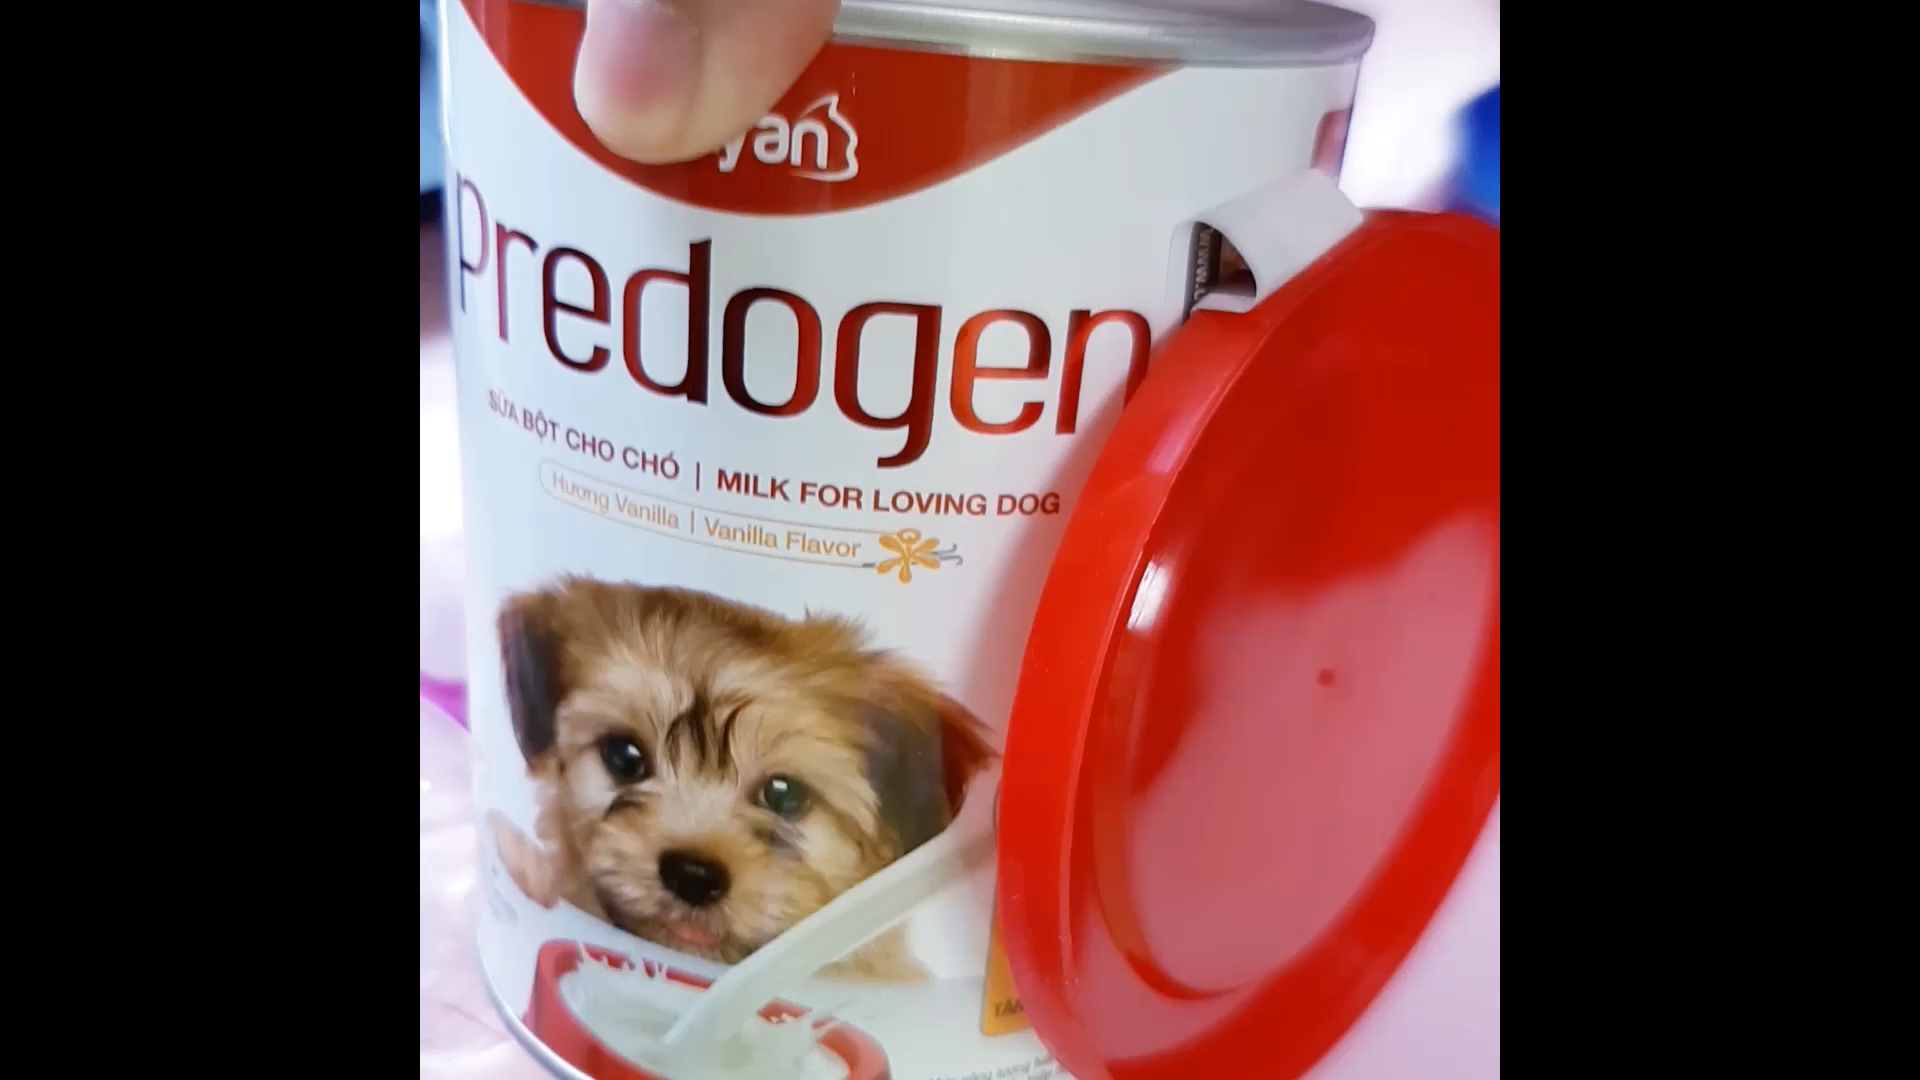 yan
predogen
SỮA BỘT CHO CHÓ | MILK FOR LOVING DOG
Hương Vanilla | Vanilla Flavor